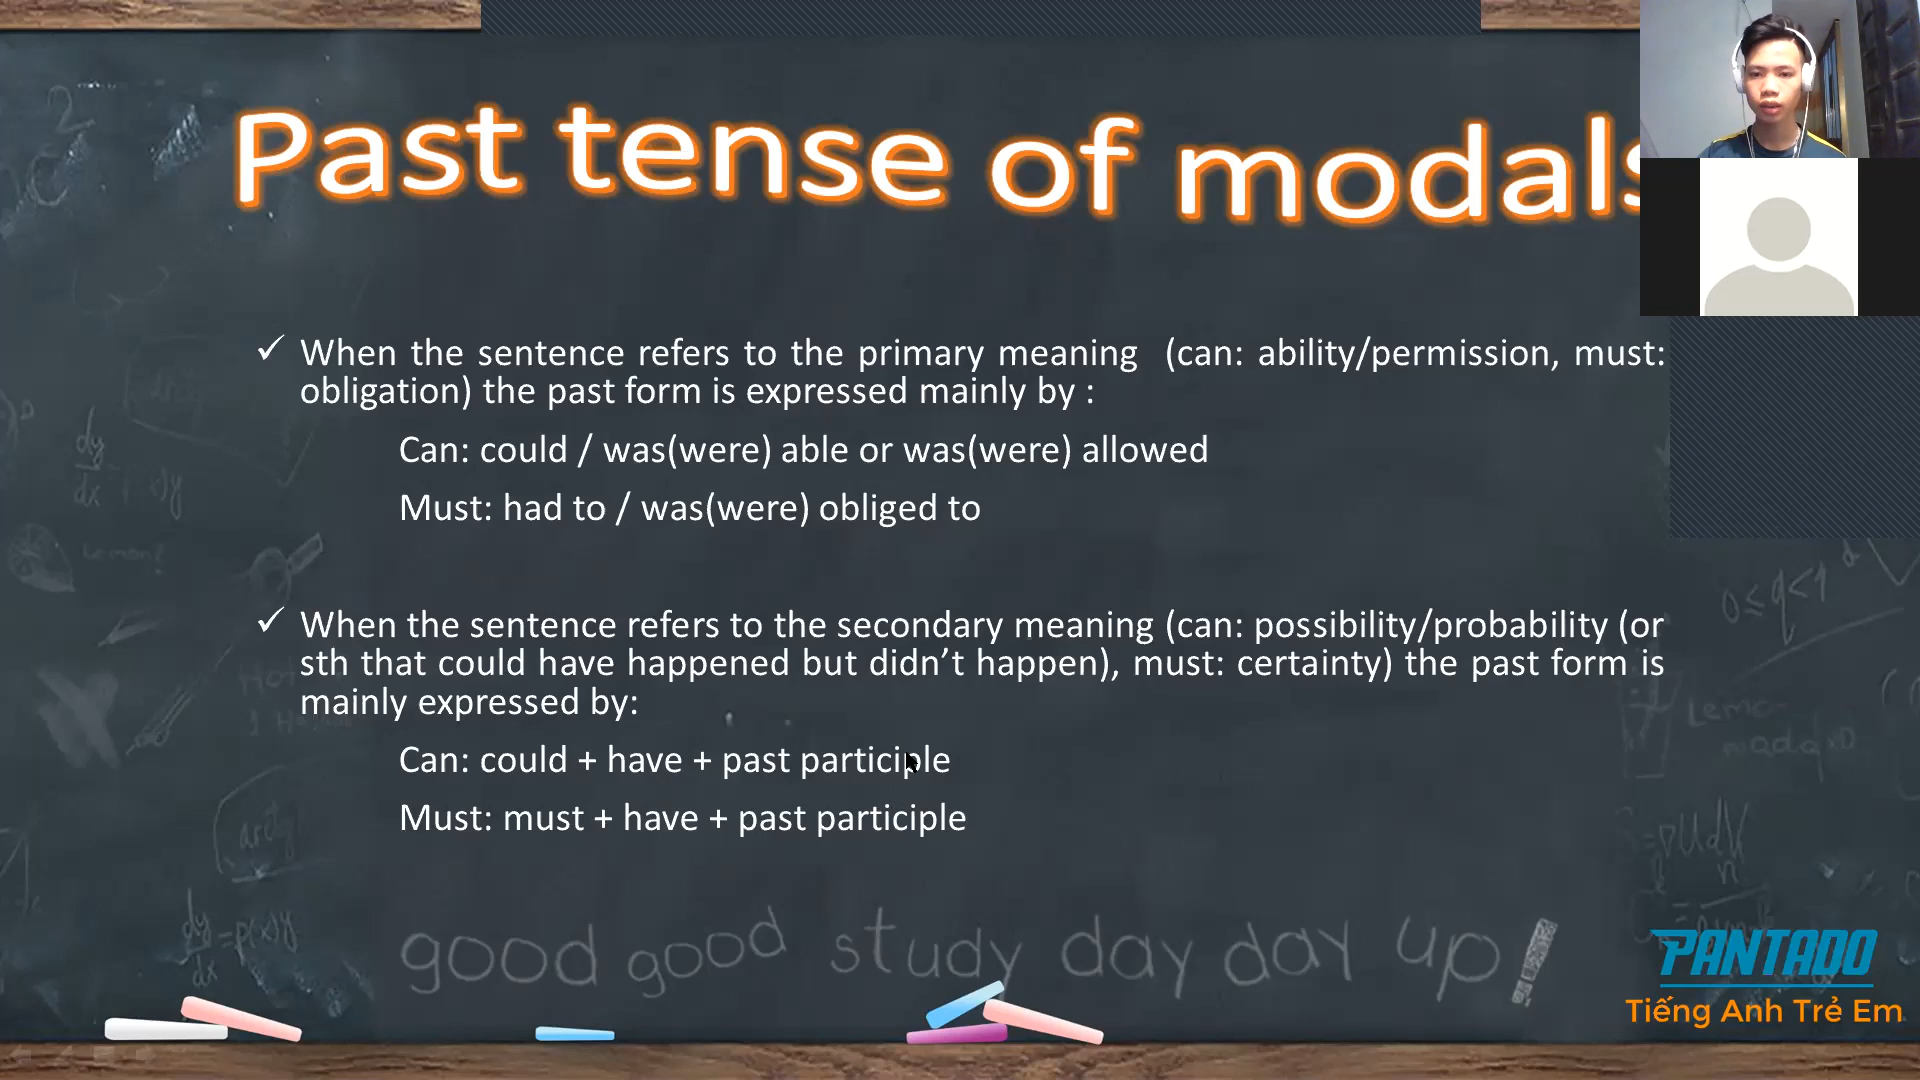 Past tense of modals
✓ When the sentence refers to the primary meaning (can: ability/permission, must:
obligation) the past form is expressed mainly by :
Can: could / was(were) able or was(were) allowed
Must: had to / was(were) obliged to
✓ When the sentence refers to the secondary meaning (can: possibility/probability (or
sth that could have happened but didn’t happen), must: certainty) the past form is
mainly expressed by:
Can: could + have + past participle
Must: must + have + past participle
good good study day day up!
PANTADO
Tiếng Anh Trẻ Em